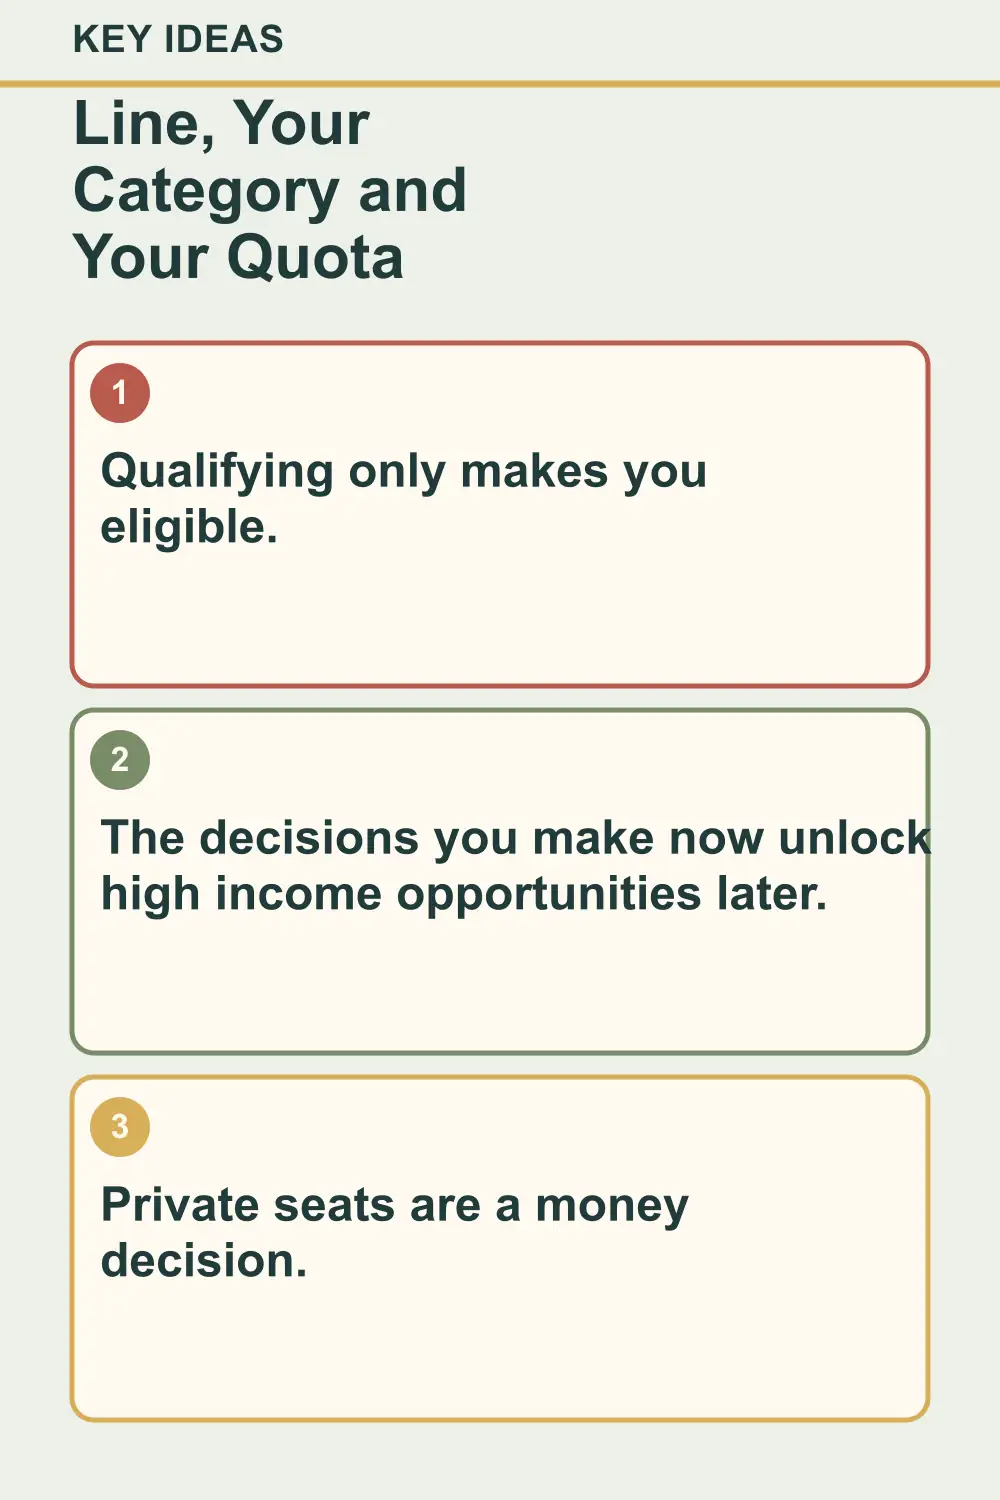 KEY IDEAS
Line, Your
Category and
Your Quota
1
Qualifying only makes you
eligible.
2
The decisions you make now unlock
high income opportunities later.
3
Private seats are a money
decision.